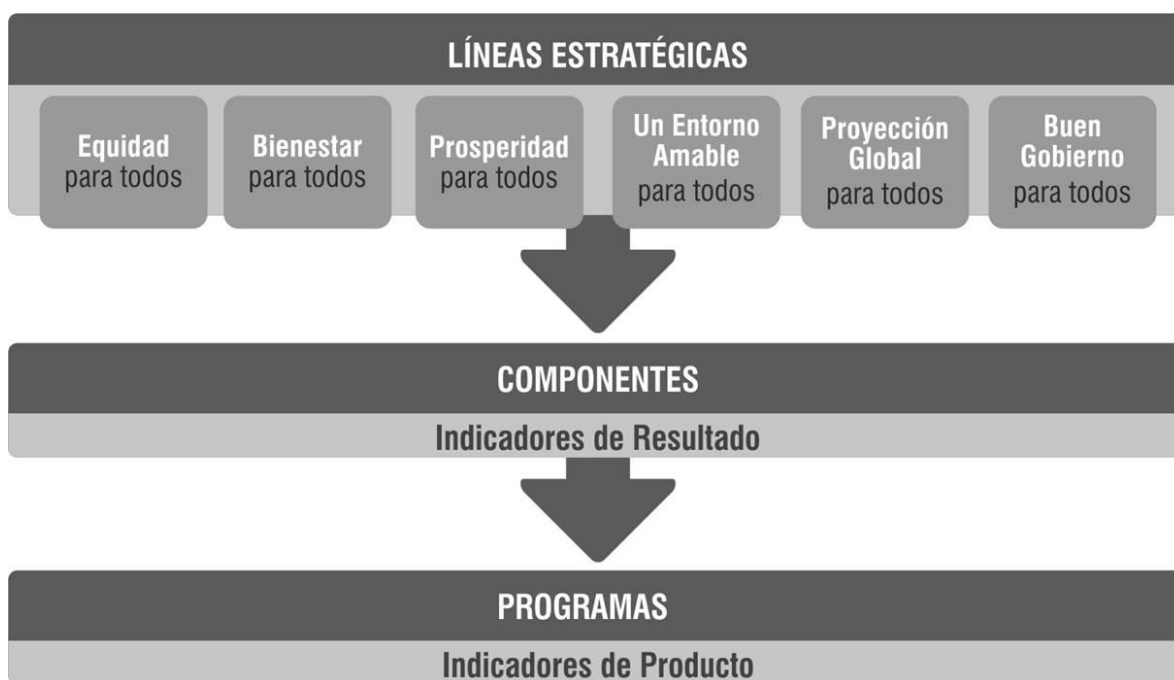 LÍNEAS ESTRATÉGICAS
Equidad
para todos
Bienestar
para todos
Prosperidad
para todos
Un Entorno
Amable
para todos
Proyección
Global
para todos
Buen
Gobierno
para todos
COMPONENTES
Indicadores de Resultado
PROGRAMAS
Indicadores de Producto